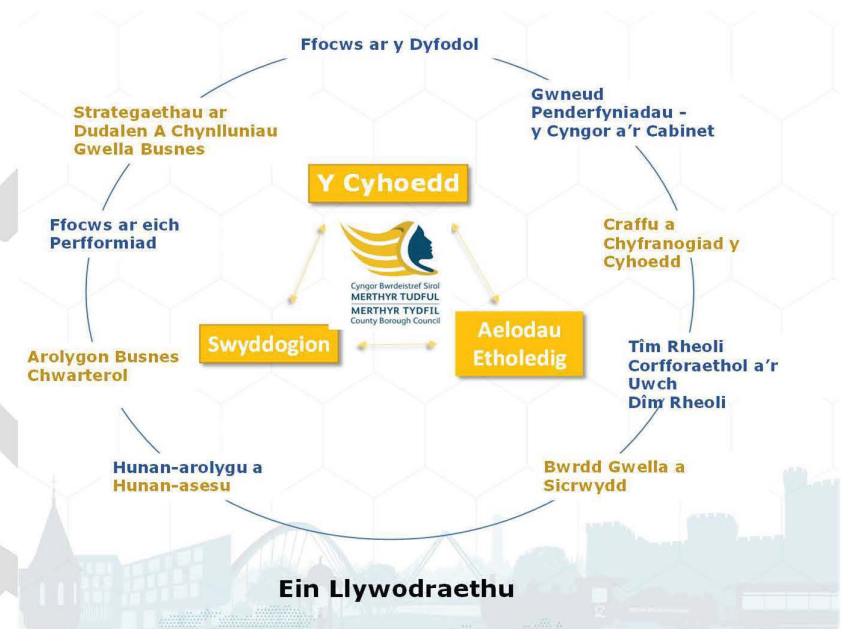 Ffocws ar y Dyfodol
Gwneud
Penderfyniadau -
y Cyngor a'r Cabinet
Strategaethau ar
Dudalen A Chynlluniau
Gwella Busnes
Y Cyhoedd
Ffocws ar eich
Perfformiad
Craffu a
Chyfranogiad y
Cyhoedd
Cyngor Bwrdeistref Sirol
MERTHYR TUDFUL
MERTHYR TYDFIL
County Borough Council
Swyddogion
Aelodau
Etholedig
Arolygon Busnes
Chwarterol
Tîm Rheoli
Corfforaethol a'r
Uwch
Dîm Rheoli
Hunan-arolygu a
Hunan-asesu
Bwrdd Gwella a
Sicrwydd
Ein Llywodraethu